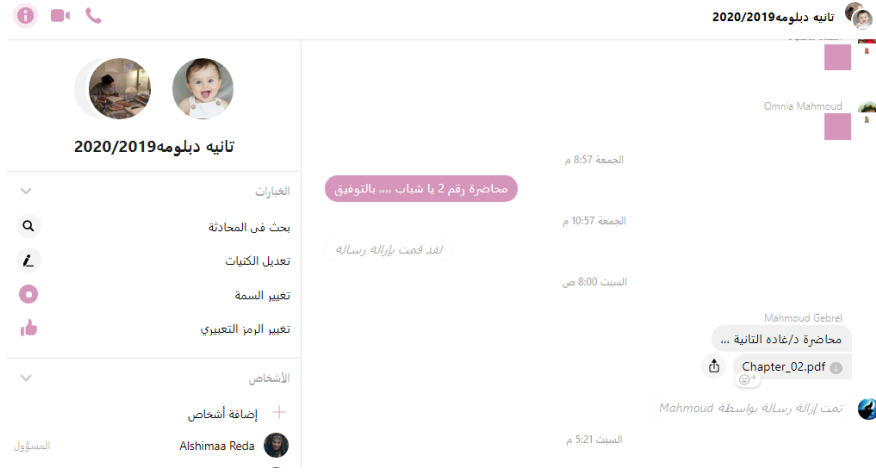 تانيه دبلومه2020/2019
تانيه دبلومه2020/2019
الخيارات
بحث في المحادثة
تعديل الكنيات
تغيير السمة
تغيير الرمز التعبيري
الأشخاص
إضافة أشخاص
Alshimaa Reda
المسؤول
Omnia Mahmoud
الجمعة 8:57 م
محاضرة رقم 2 يا شباب .... بالتوفيق
الجمعة 10:57 م
لقد قمت بإزالة رسالة
السبت 8:00 ص
Mahmoud Gebrel
محاضرة د/غاده التانية ...
Chapter_02.pdf
تمت إزالة رسالة بواسطة Mahmoud
السبت 5:21 م